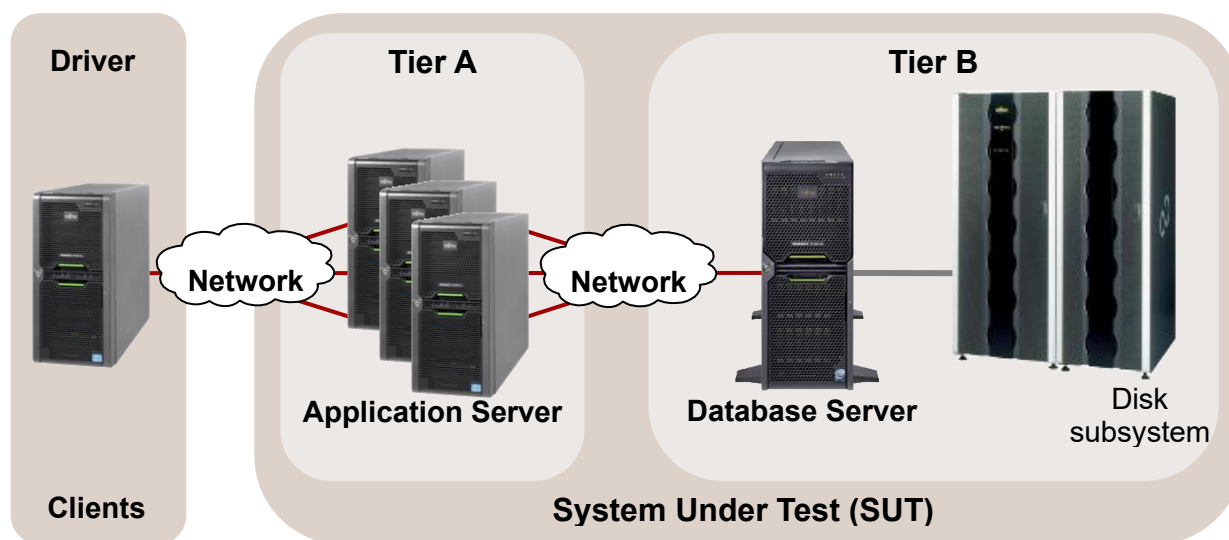 Driver
Tier A
Tier B
Network
Network
Application Server
Database Server
Disk
subsystem
Clients
System Under Test (SUT)